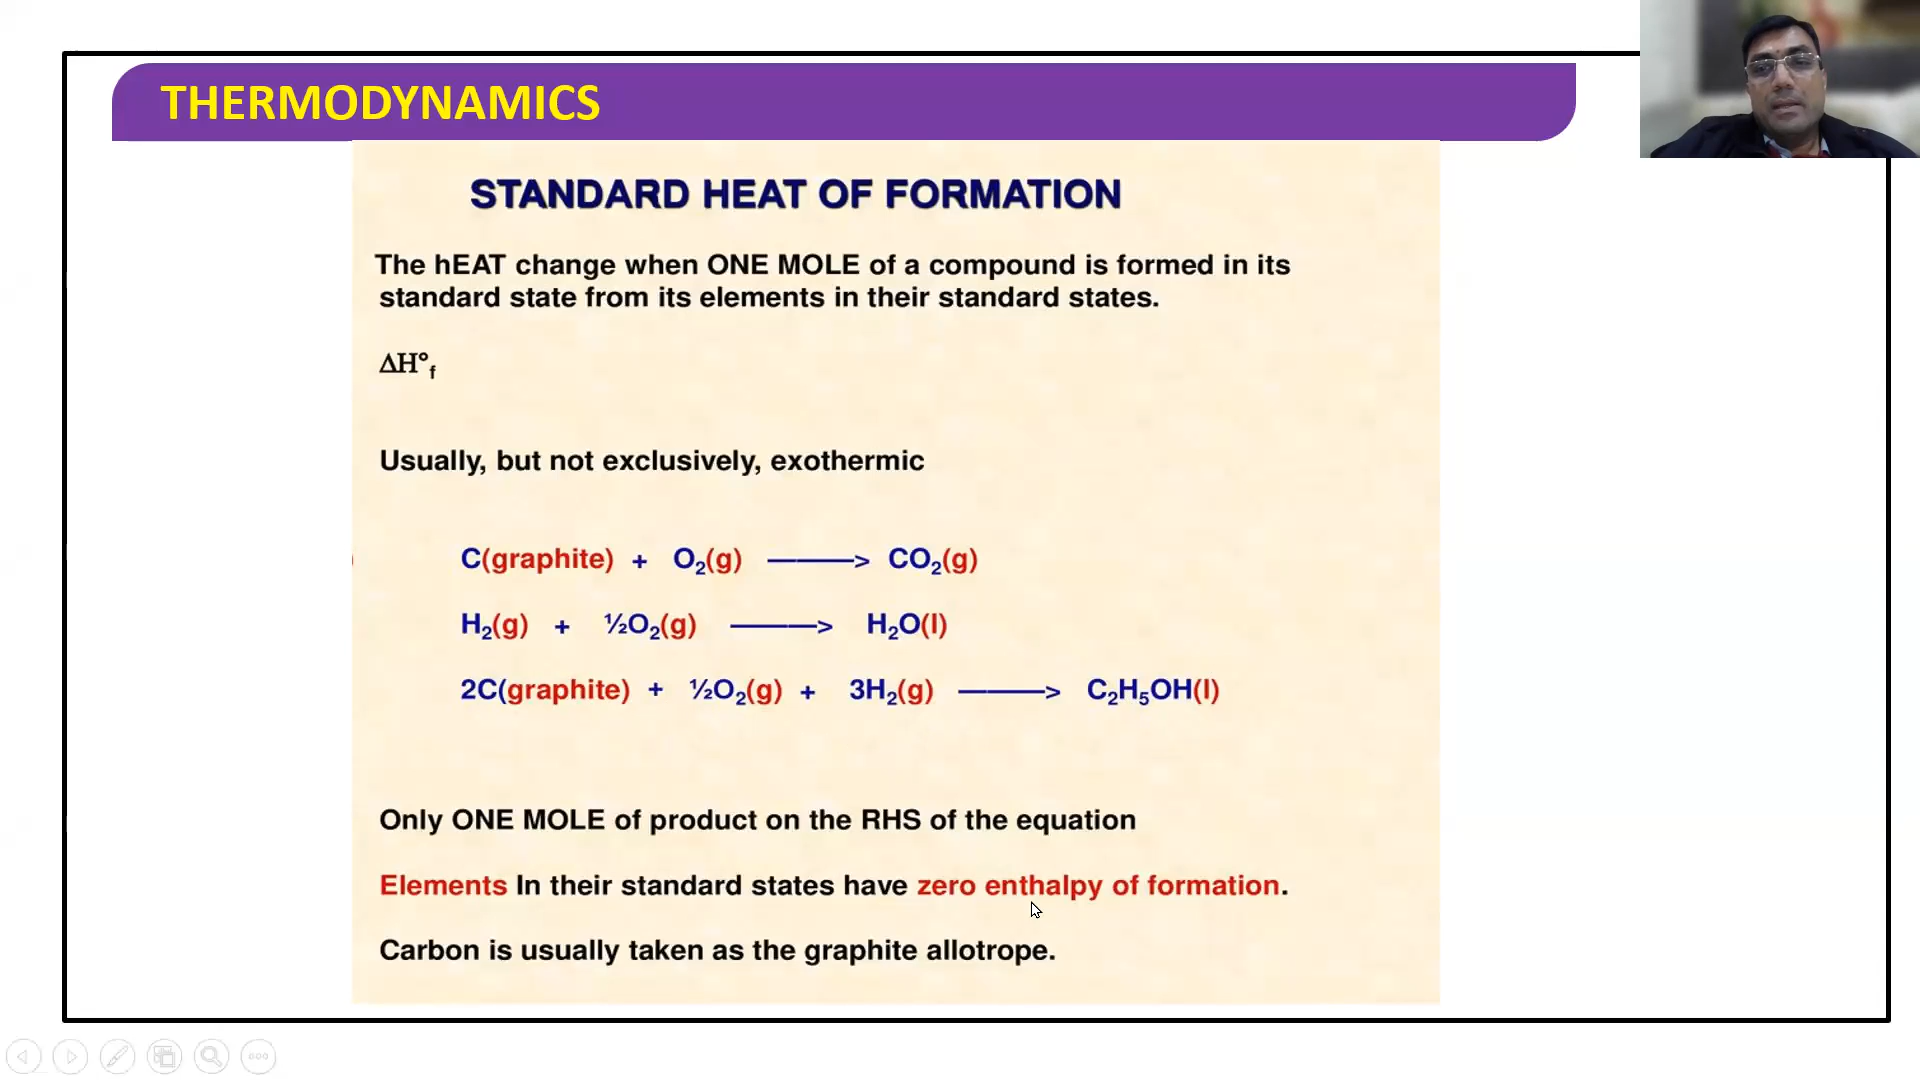 THERMODYNAMICS
STANDARD HEAT OF FORMATION
The hEAT change when ONE MOLE of a compound is formed in its
standard state from its elements in their standard states.
ΔH°f
Usually, but not exclusively, exothermic
C(graphite) + O₂(g) ———> CO₂(g)
H₂(g) + ½O₂(g) ———> H₂O(l)
2C(graphite) + ½O₂(g) + 3H₂(g) ———> C₂H₅OH(l)
Only ONE MOLE of product on the RHS of the equation
Elements In their standard states have zero enthalpy of formation.
Carbon is usually taken as the graphite allotrope.